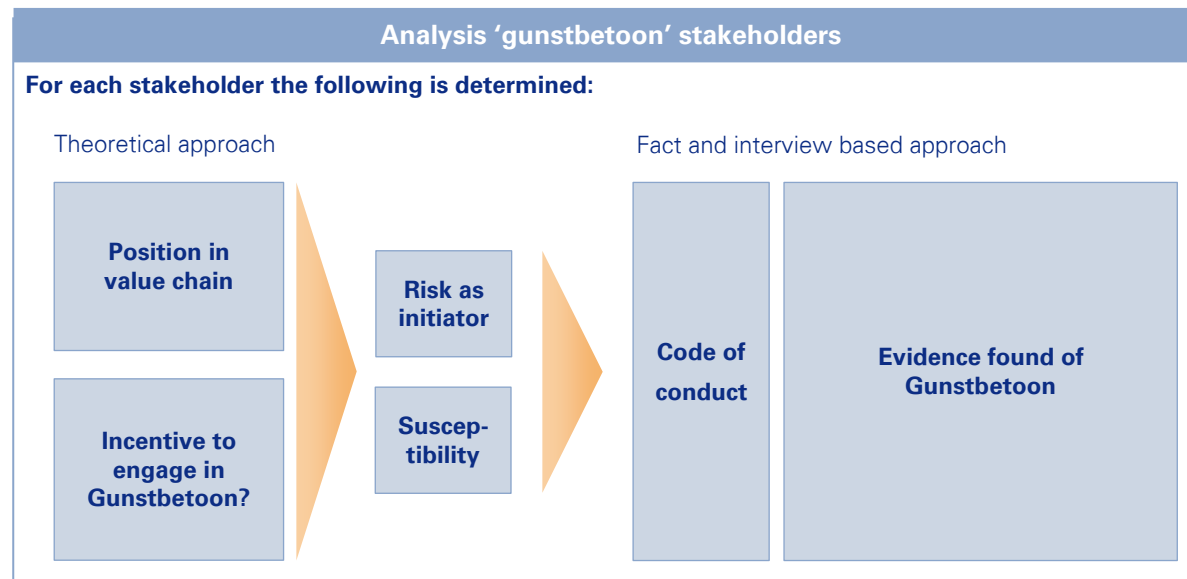 Analysis ‘gunstbetoon’ stakeholders
For each stakeholder the following is determined:
Theoretical approach
Position in
value chain
Incentive to
engage in
Gunstbetoon?
Risk as
initiator
Suscep-
tibility
Fact and interview based approach
Code of
conduct
Evidence found of
Gunstbetoon